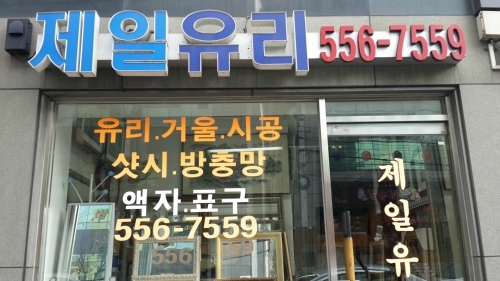 제일유리 556-7559
유리.거울.시공
샷시.방충망
액자.표구
556-7559
제일유